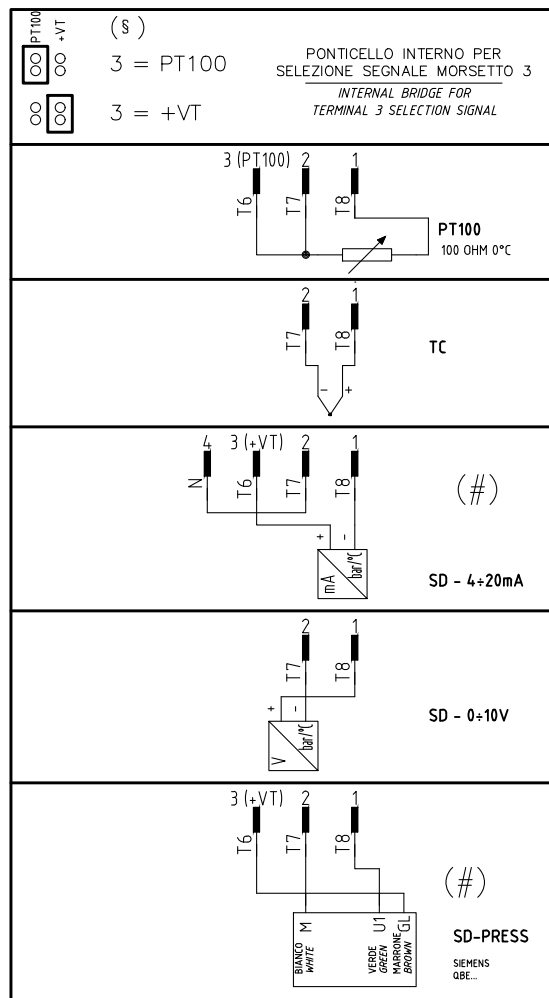 PT100
+VT
(§)
3 = PT100
3 = +VT
PONTICELLO INTERNO PER
SELEZIONE SEGNALE MORSETTO 3
INTERNAL BRIDGE FOR
TERMINAL 3 SELECTION SIGNAL
3 (PT100) 2 1
T6 T7 T8
PT100
100 OHM 0°C
2 1
T7 T8
- +
TC
4 3 (+VT) 2 1
N T6 T7 T8
+ -
mA bar/°C
(#)
SD - 4÷20mA
2 1
T7 T8
+ -
V bar/°C
SD - 0÷10V
3 (+VT) 2 1
T6 T7 T8
M U1 GL
BIANCO
WHITE
VERDE
GREEN
MARRONE
BROWN
(#)
SD-PRESS
SIEMENS
QBE...